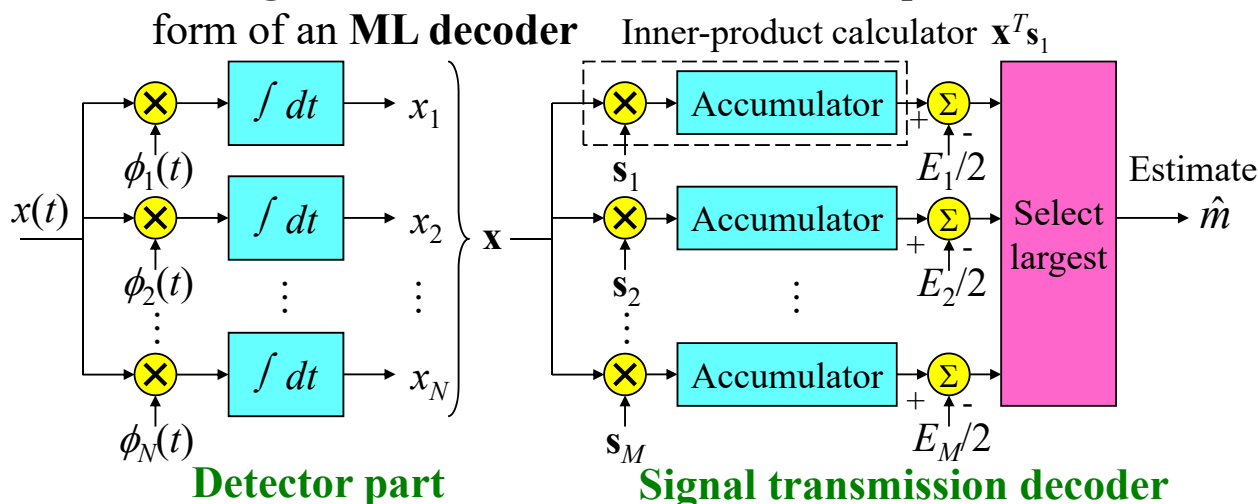 form of an ML decoder
Inner-product calculator x^T s_1
x(t)
ϕ_1(t)
∫ dt
x_1
ϕ_2(t)
∫ dt
x_2
⋮
⋮
⋮
ϕ_N(t)
∫ dt
x_N
x
s_1
Accumulator
+
Σ
-
E_1/2
s_2
Accumulator
+
Σ
-
E_2/2
⋮
⋮
s_M
Accumulator
+
Σ
-
E_M/2
Select
largest
Estimate
m̂
Detector part
Signal transmission decoder